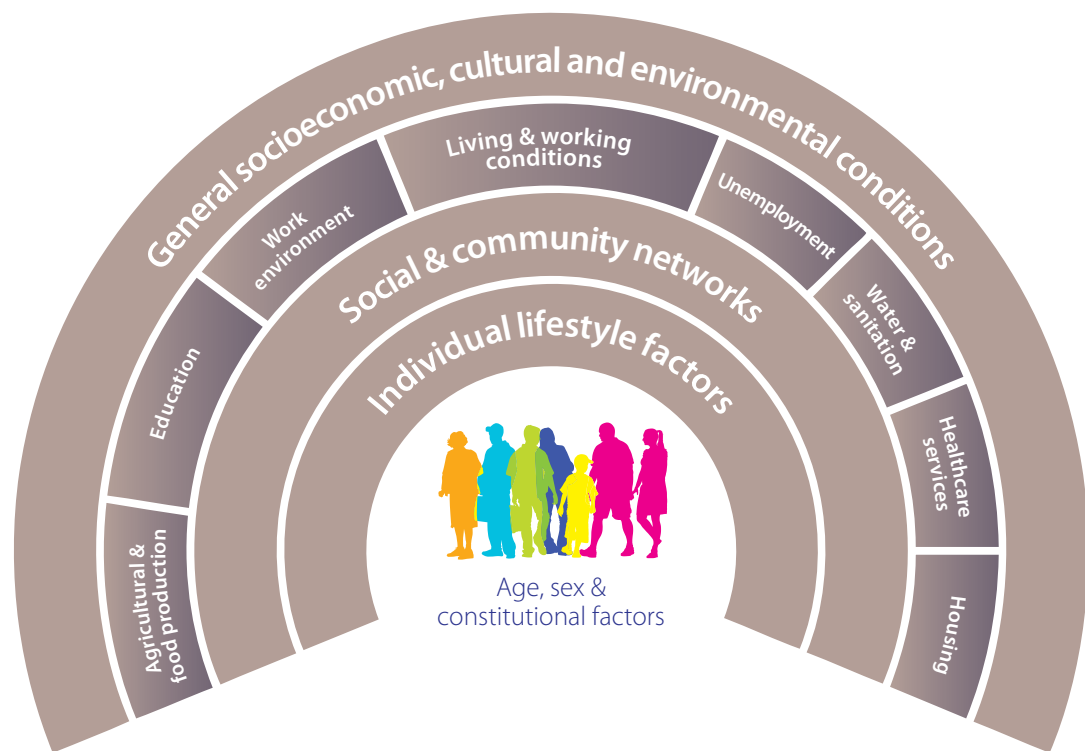 General socioeconomic, cultural and environmental conditions
Living & working
conditions
Work
environment
Unemployment
Education
Water &
sanitation
Agricultural &
food production
Healthcare
services
Housing
Social & community networks
Individual lifestyle factors
Age, sex &
constitutional factors